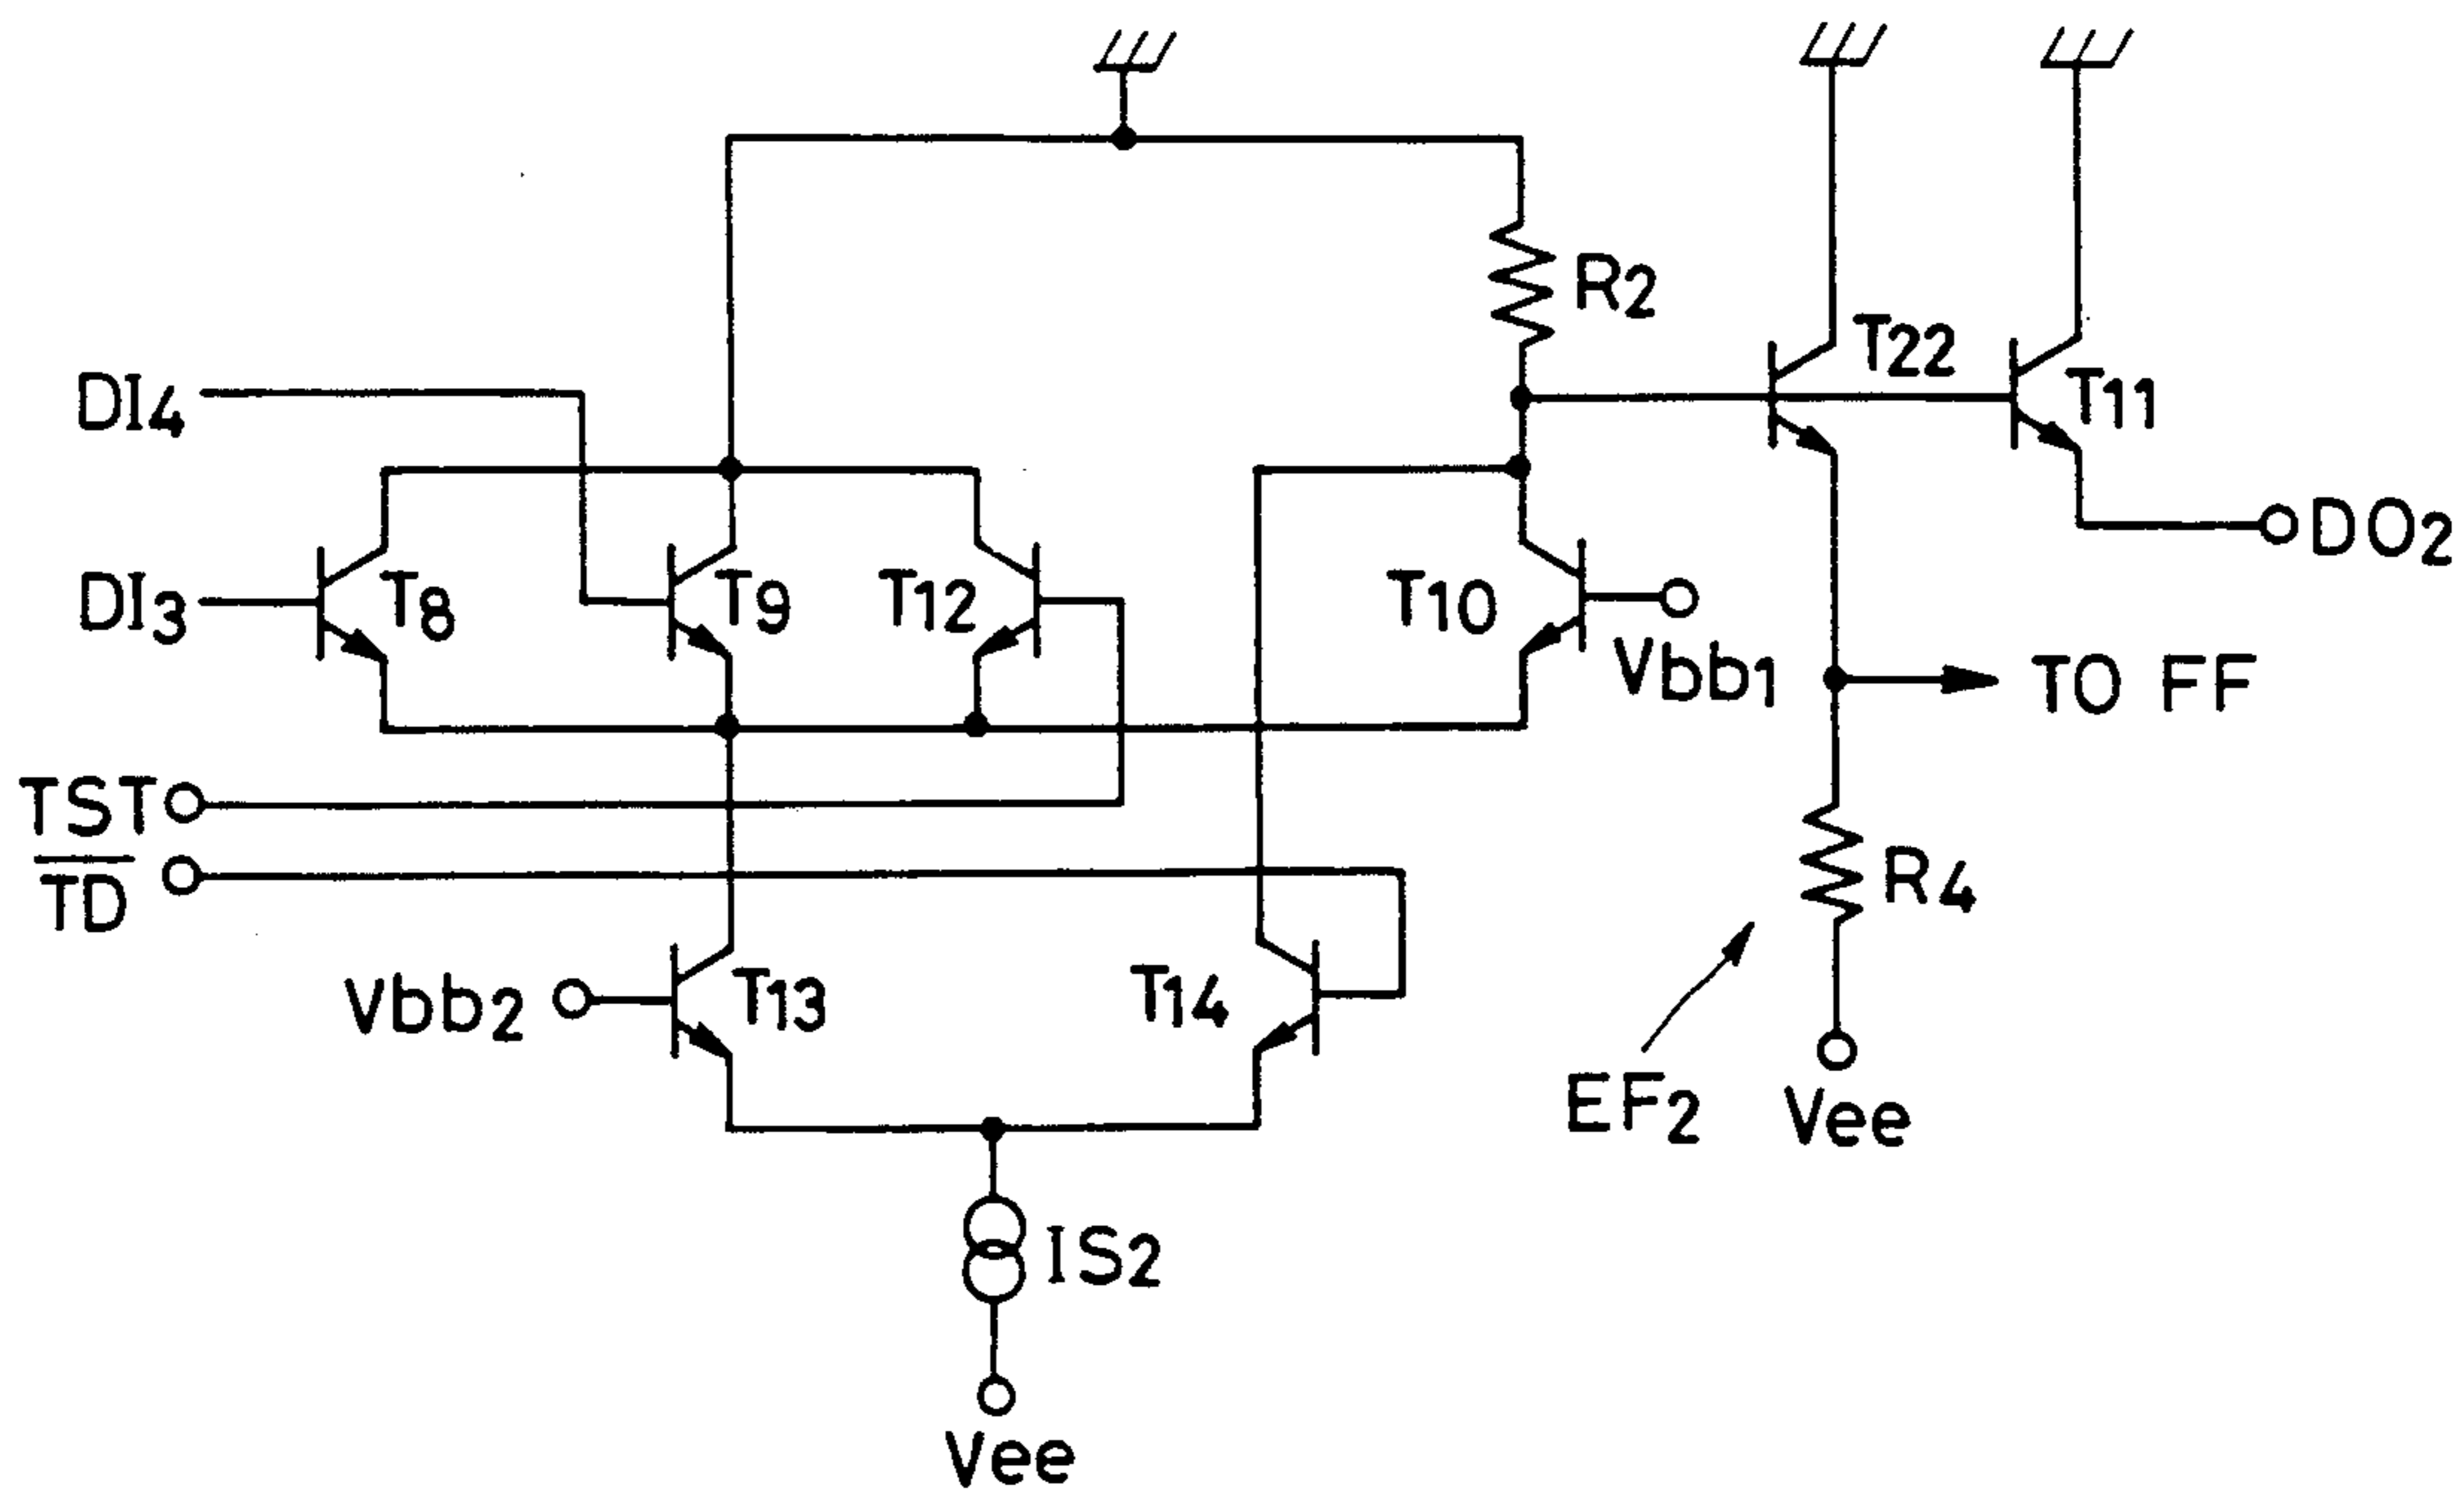 R2
T22
T11
DI4
DO2
DI3
T8
T9
T12
T10
Vbb1
TO FF
TST
T̅D̅
R4
Vbb2
T13
T14
EF2
Vee
IS2
Vee